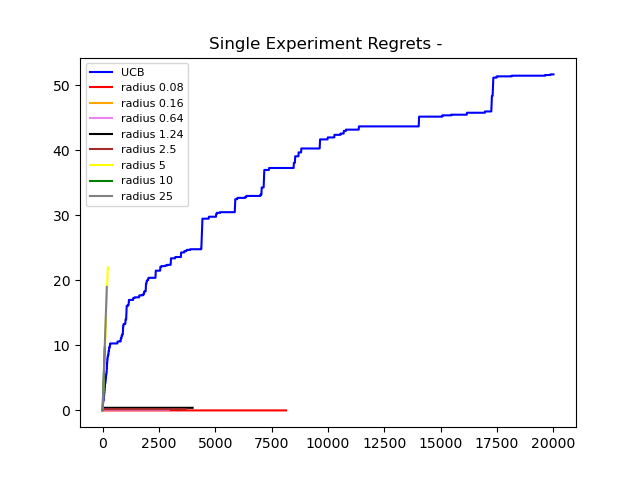 Single Experiment Regrets -
UCB
radius 0.08
radius 0.16
radius 0.64
radius 1.24
radius 2.5
radius 5
radius 10
radius 25
50
40
30
20
10
0
0 2500 5000 7500 10000 12500 15000 17500 20000